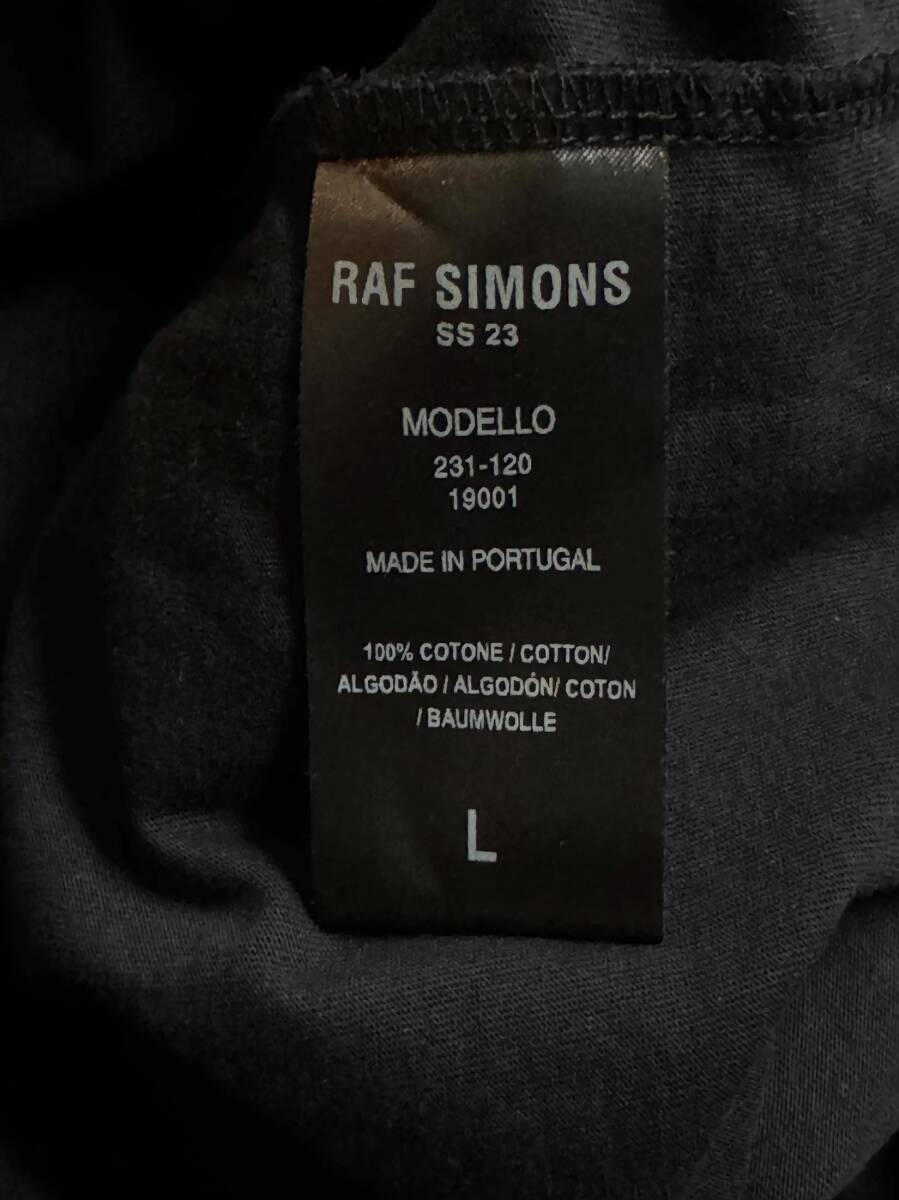 RAF SIMONS
SS 23
MODELLO
231-120
19001
MADE IN PORTUGAL
100% COTONE / COTTON/
ALGODÃO / ALGODÓN/ COTON
/ BAUMWOLLE
L